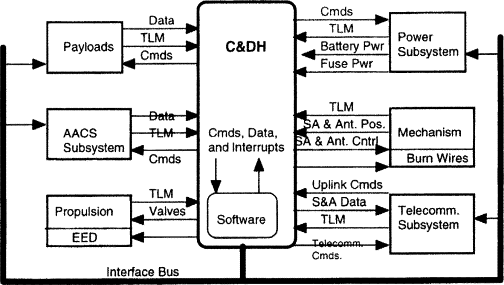 Data
TLM
Cmds
Payloads
Data
TLM
Cmds
AACS
Subsystem
TLM
Valves
Propulsion
EED
C&DH
Cmds, Data,
and Interrupts
Software
Cmds
TLM
Battery Pwr
Fuse Pwr
Power
Subsystem
TLM
SA & Ant. Pos.
SA & Ant. Cntrl
Mechanism
Burn Wires
Uplink Cmds
S&A Data
TLM
Telecomm.
Cmds.
Telecomm.
Subsystem
Interface Bus